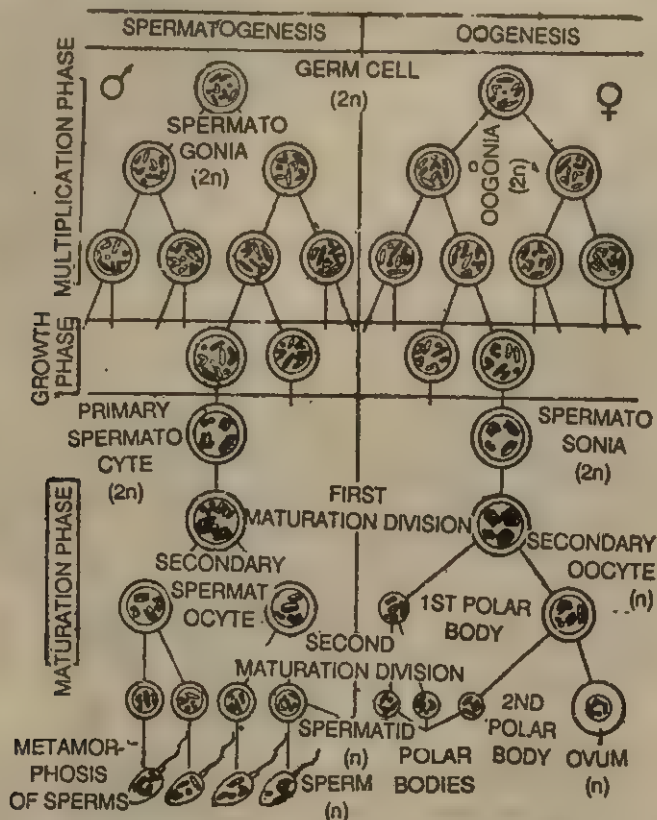 SPERMATOGENESIS
OOGENESIS
MULTIPLICATION PHASE
♂
GERM CELL
(2n)
♀
SPERMATO
GONIA
(2n)
OOGONIA
(2n)
GROWTH
PHASE
PRIMARY
SPERMATO
CYTE
(2n)
SPERMATO
SONIA
(2n)
MATURATION PHASE
FIRST
MATURATION DIVISION
SECONDARY
SPERMAT
OCYTE
SECONDARY
OOCYTE
(n)
1ST POLAR
BODY
SECOND
MATURATION DIVISION
SPERMATID
(n)
POLAR
BODIES
2ND
POLAR
BODY
OVUM
(n)
METAMOR-
PHOSIS
OF SPERMS
SPERM
(n)